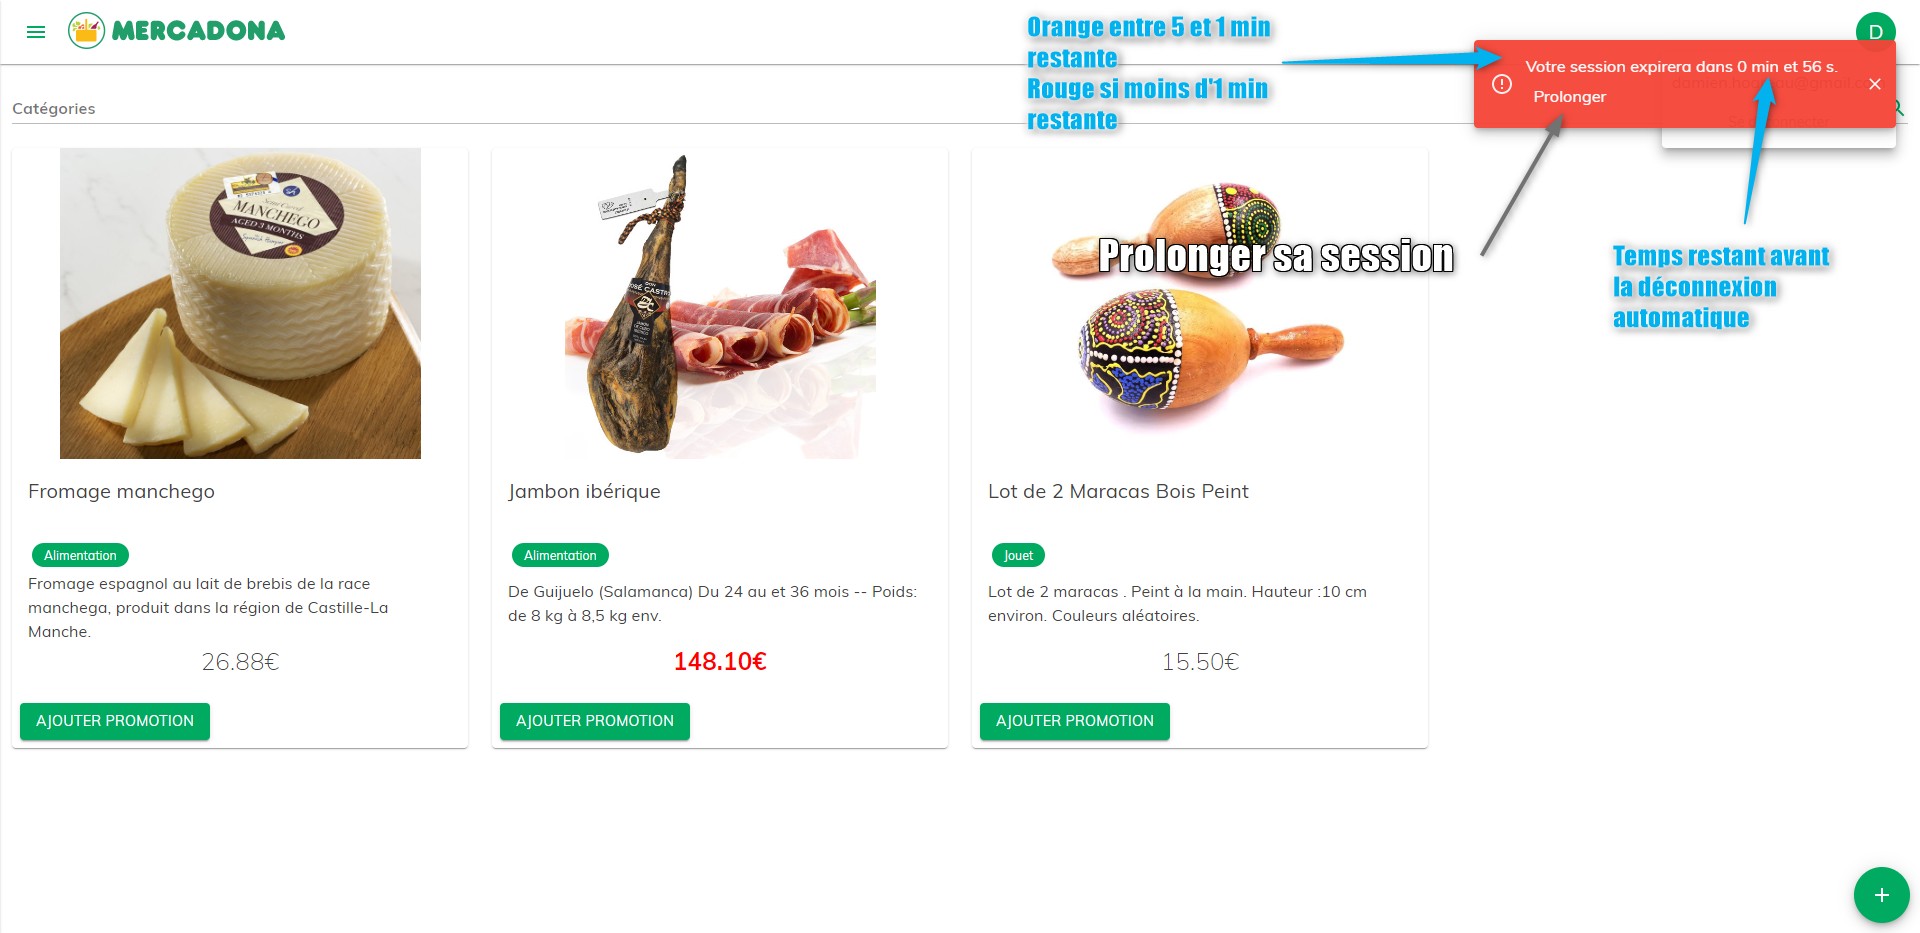 MERCADONA
Orange entre 5 et 1 min
restante
Rouge si moins d'1 min
restante
D
Votre session expirera dans 0 min et 56 s.
Prolonger
Catégories
MANCHEGO
AGED 3 MONTHS
JOSÉ CASTRO
Prolonger sa session
Temps restant avant
la déconnexion
automatique
Fromage manchego
Alimentation
Fromage espagnol au lait de brebis de la race
manchega, produit dans la région de Castille-La
Manche.
26.88€
AJOUTER PROMOTION
Jambon ibérique
Alimentation
De Guijuelo (Salamanca) Du 24 au et 36 mois -- Poids:
de 8 kg à 8,5 kg env.
148.10€
AJOUTER PROMOTION
Lot de 2 Maracas Bois Peint
Jouet
Lot de 2 maracas . Peint à la main. Hauteur :10 cm
environ. Couleurs aléatoires.
15.50€
AJOUTER PROMOTION